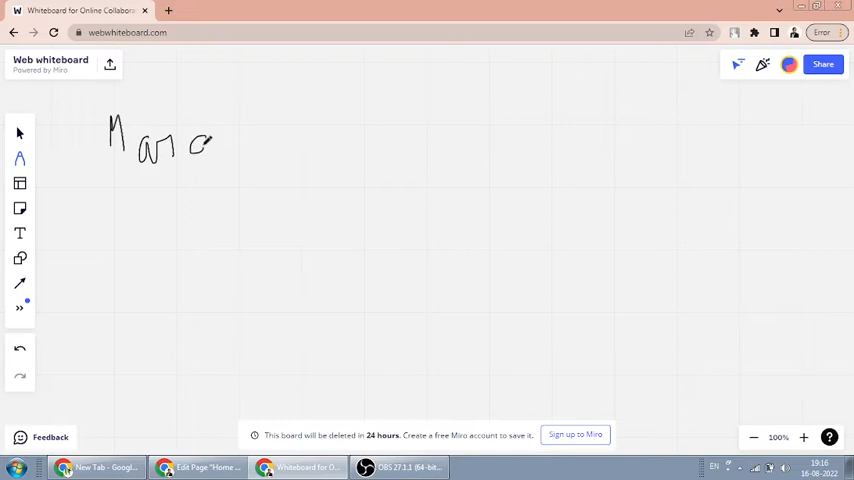 Whiteboard for Online Collabora
webwhiteboard.com
Error
Web whiteboard
Powered by Miro
Share
T
Feedback
This board will be deleted in 24 hours. Create a free Miro account to save it.
Sign up to Miro
100%
?
New Tab - Googl...
Edit Page "Home ...
Whiteboard for O...
OBS 27.1.1 (64-bit...
EN
19:16
16-08-2022